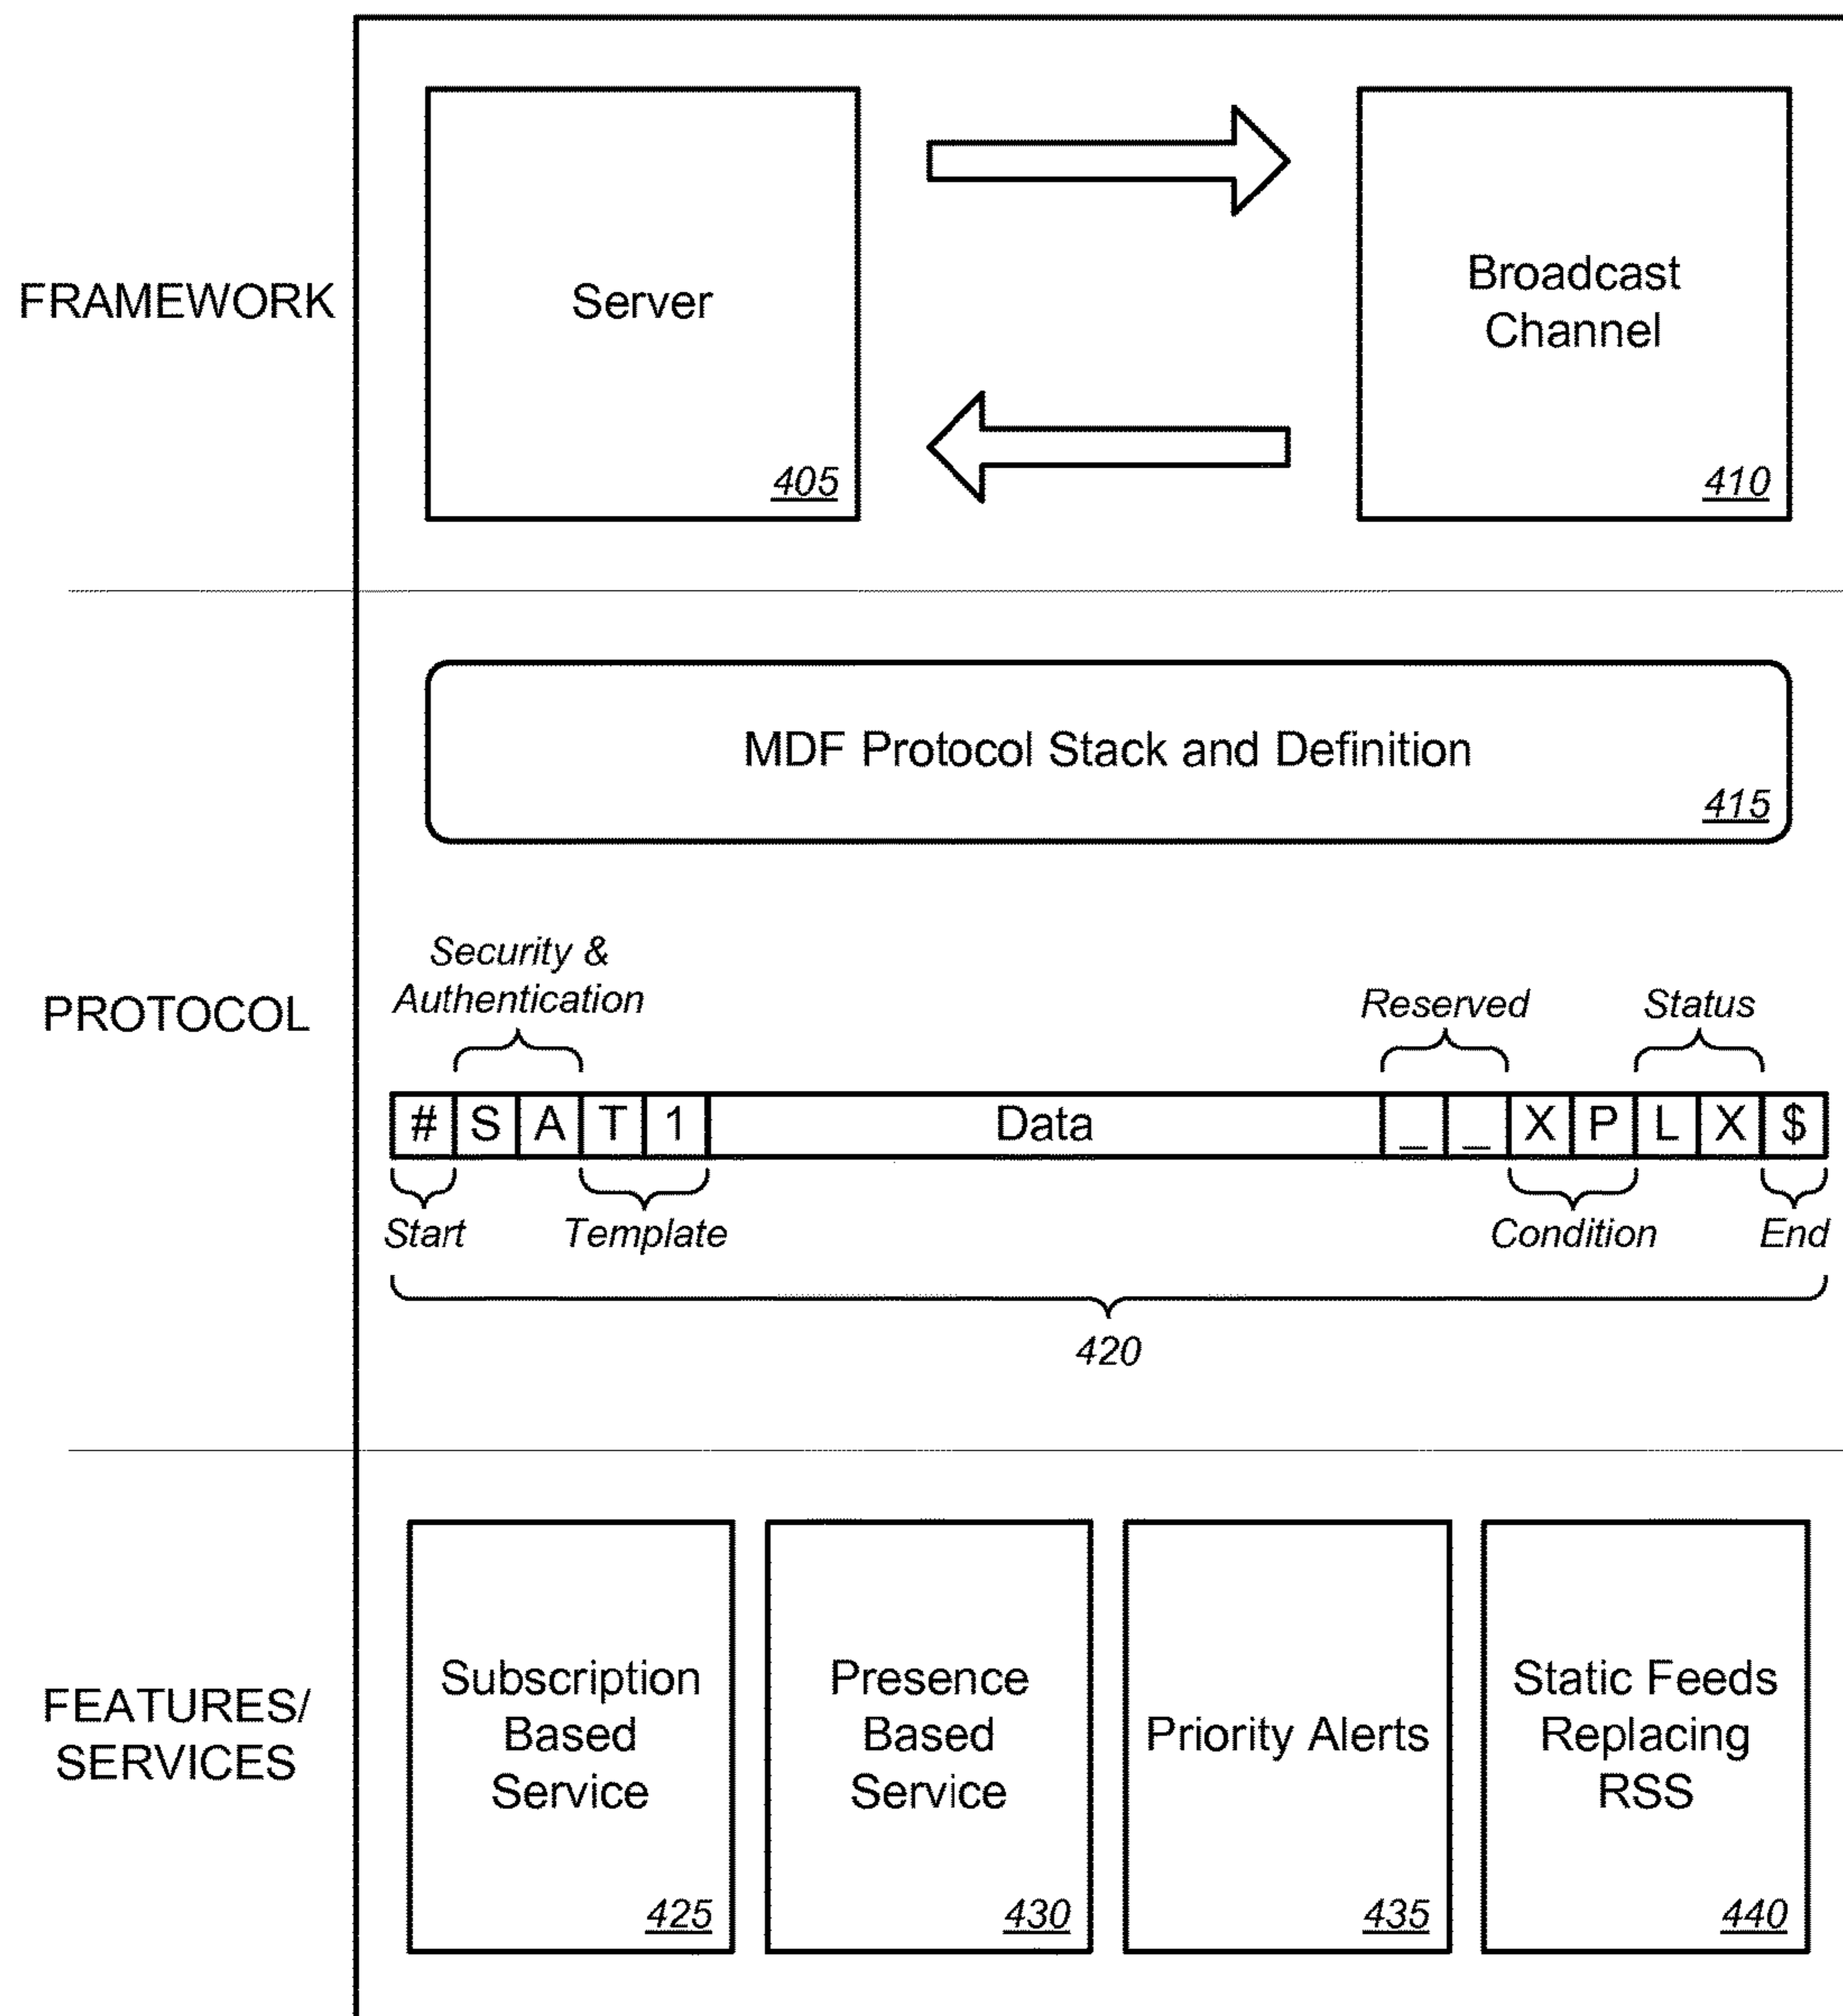 FRAMEWORK
Server
405
Broadcast
Channel
410
MDF Protocol Stack and Definition
415
PROTOCOL
Security &
Authentication
Reserved
Status
# S A T 1 Data _ _ X P L X $
Start
Template
Condition
End
420
FEATURES/
SERVICES
Subscription
Based
Service
425
Presence
Based
Service
430
Priority Alerts
435
Static Feeds
Replacing
RSS
440